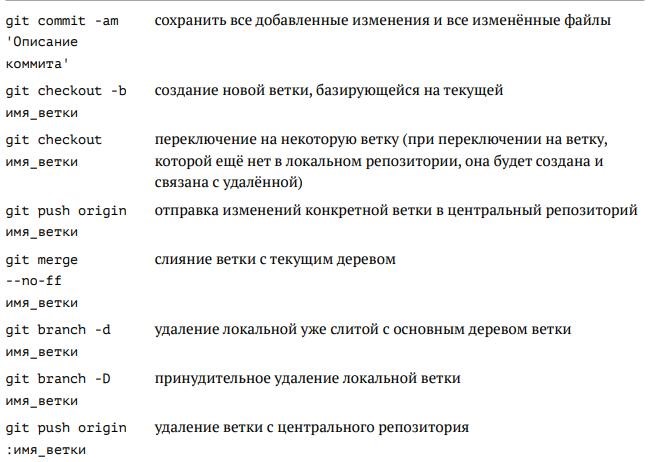 git commit -am сохранить все добавленные изменения и все изменённые файлы
'Описание
коммита'
git checkout -b создание новой ветки, базирующейся на текущей
имя_ветки
git checkout переключение на некоторую ветку (при переключении на ветку,
имя_ветки которой ещё нет в локальном репозитории, она будет создана и
связана с удалённой)
git push origin отправка изменений конкретной ветки в центральный репозиторий
имя_ветки
git merge слияние ветки с текущим деревом
--no-ff
имя_ветки
git branch -d удаление локальной уже слитой с основным деревом ветки
имя_ветки
git branch -D принудительное удаление локальной ветки
имя_ветки
git push origin удаление ветки с центрального репозитория
:имя_ветки